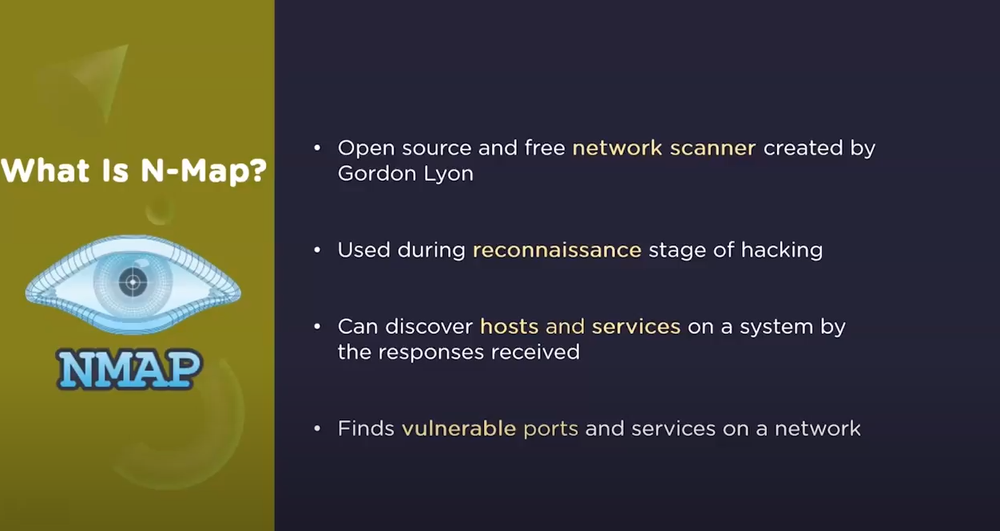 What Is N-Map?
NMAP
• Open source and free network scanner created by
Gordon Lyon
• Used during reconnaissance stage of hacking
• Can discover hosts and services on a system by
the responses received
• Finds vulnerable ports and services on a network